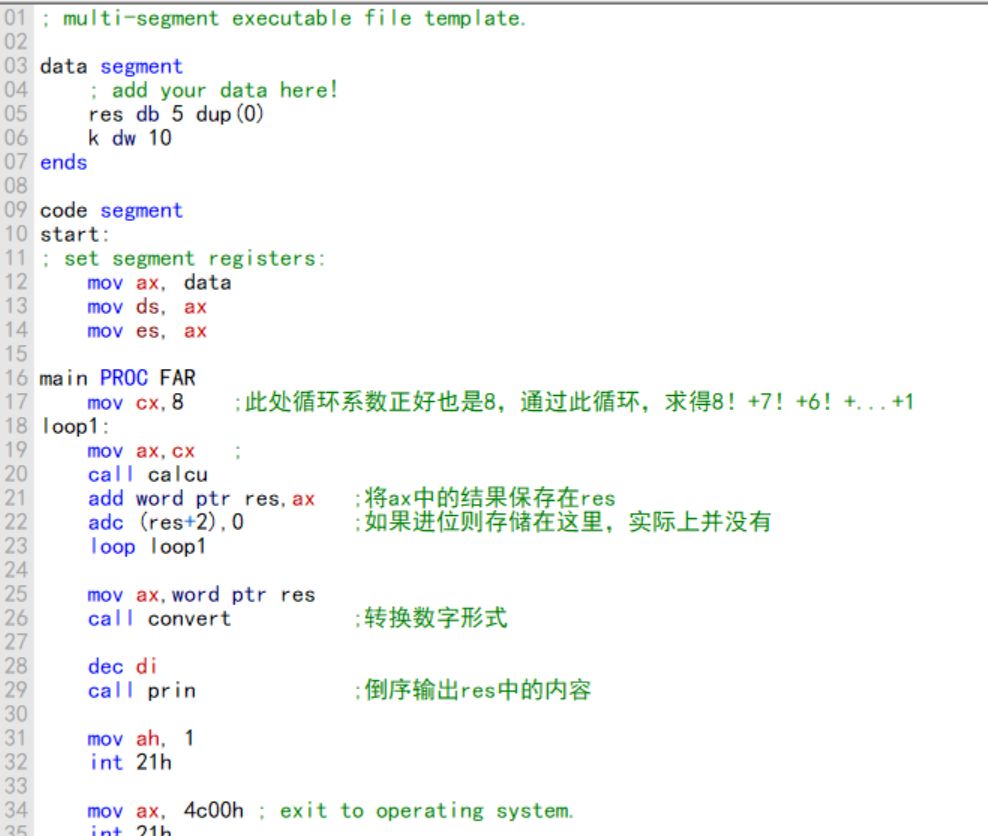 01 ; multi-segment executable file template.
02
03 data segment
04     ; add your data here!
05     res db 5 dup(0)
06     k dw 10
07 ends
08
09 code segment
10 start:
11 ; set segment registers:
12     mov ax, data
13     mov ds, ax
14     mov es, ax
15
16 main PROC FAR
17     mov cx,8    ;此处循环系数正好也是8，通过此循环，求得8！+7！+6！+...+1
18 loop1:
19     mov ax,cx   ;
20     call calcu
21     add word ptr res,ax   ;将ax中的结果保存在res
22     adc (res+2),0         ;如果进位则存储在这里，实际上并没有
23     loop loop1
24
25     mov ax,word ptr res
26     call convert          ;转换数字形式
27
28     dec di
29     call prin             ;倒序输出res中的内容
30
31     mov ah, 1
32     int 21h
33
34     mov ax, 4c00h ; exit to operating system.
35     int 21h